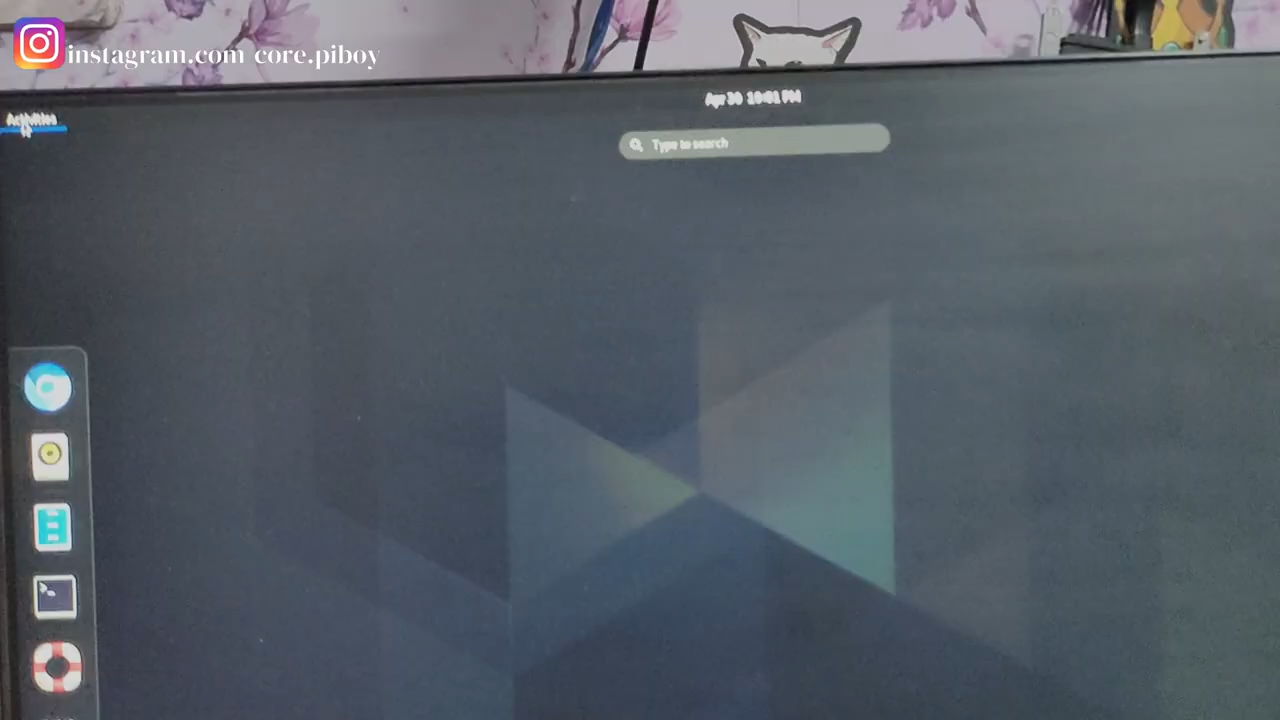 instagram.com core.piboy
Activities
Apr 30 10:01 PM
Type to search